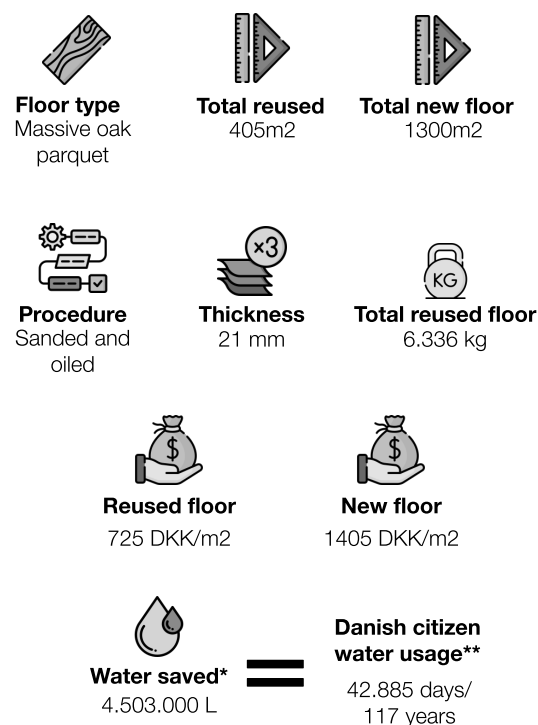 Floor type
Massive oak
parquet
Total reused
405m2
Total new floor
1300m2
Procedure
Sanded and
oiled
×3
Thickness
21 mm
KG
Total reused floor
6.336 kg
$
Reused floor
725 DKK/m2
$
New floor
1405 DKK/m2
Water saved*
4.503.000 L
Danish citizen
water usage**
42.885 days/
117 years